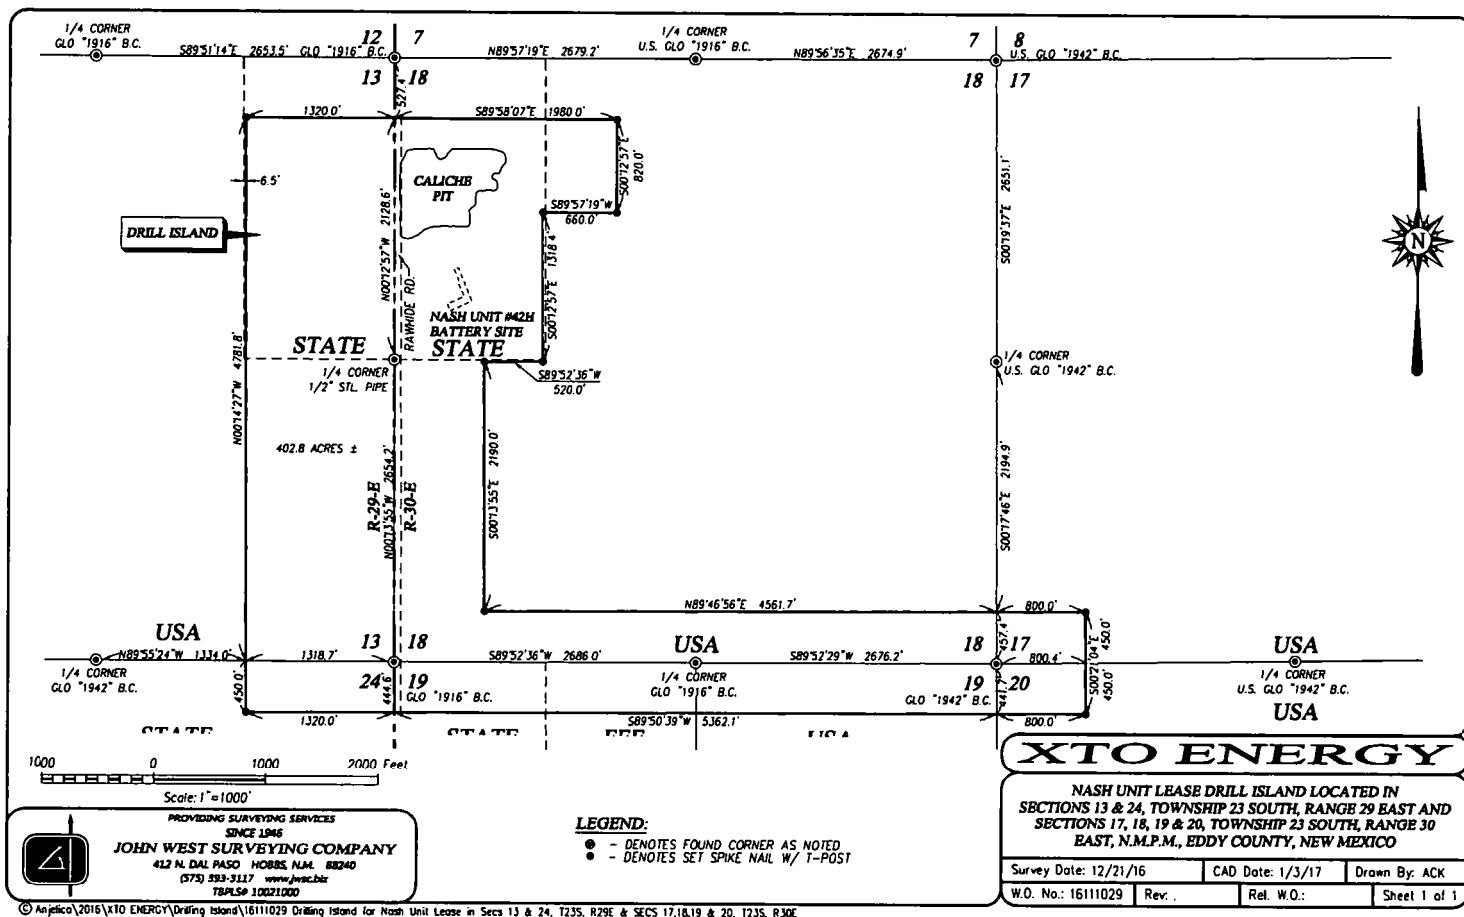 1/4 CORNER
GLO "1916" B.C.
S89°51'14"E 2653.5'
GLO "1916" B.C.
12 7
13 18
N89°57'19"E 2679.2'
1/4 CORNER
U.S. GLO "1916" B.C.
N89°56'35"E 2674.9'
7 8
U.S. GLO "1942" B.C.
18 17
527.4'
1320.0'
S89°58'07"E 1980.0'
S00°12'57"E
820.0'
CALICHE
PIT
6.5'
S89°57'19"W
660.0'
DRILL ISLAND
N00°12'57"W 2128.6'
RAWHIDE RD.
S00°12'57"E 1318.4'
S00°19'37"E 2651.1'
N
NASH UNIT #42H
BATTERY SITE
STATE
STATE
1/4 CORNER
1/2" STL. PIPE
S89°52'36"W
520.0'
1/4 CORNER
U.S. GLO "1942" B.C.
N00°14'27"W 4781.8'
402.8 ACRES ±
R-29-E
N00°13'55"W 2654.2'
R-30-E
S00°13'55"E 2190.0'
S00°17'46"E 2194.9'
N89°46'56"E 4561.7'
800.0'
USA
N89°55'24"W 1334.0'
1/4 CORNER
GLO "1942" B.C.
1318.7'
13 18
24 19
GLO "1916" B.C.
S89°52'36"W 2686.0'
USA
1/4 CORNER
GLO "1916" B.C.
S89°52'29"W 2676.2'
18 17
19 20
GLO "1942" B.C.
457.4'
800.4'
S00°21'04"E
450.0'
450.0'
USA
1/4 CORNER
U.S. GLO "1942" B.C.
USA
450.0'
444.6'
441.7'
1320.0'
S89°50'39"W 5362.1'
800.0'
STATE
STATE
FEE
USA
1000 0 1000 2000 Feet
Scale: 1"=1000'
PROVIDING SURVEYING SERVICES
SINCE 1946
JOHN WEST SURVEYING COMPANY
412 N. DAL PASO HOBBS, N.M. 88240
(575) 393-3117 www.jwsc.biz
TBPLS# 10021000
LEGEND:
- DENOTES FOUND CORNER AS NOTED
- DENOTES SET SPIKE NAIL W/ T-POST
XTO ENERGY
NASH UNIT LEASE DRILL ISLAND LOCATED IN
SECTIONS 13 & 24, TOWNSHIP 23 SOUTH, RANGE 29 EAST AND
SECTIONS 17, 18, 19 & 20, TOWNSHIP 23 SOUTH, RANGE 30
EAST, N.M.P.M., EDDY COUNTY, NEW MEXICO
Survey Date: 12/21/16 CAD Date: 1/3/17 Drawn By: ACK
W.O. No.: 16111029 Rev: . Rel. W.O.: Sheet 1 of 1
© Anjelica\2016\XTO ENERGY\Drilling Island\16111029 Drilling Island for Nash Unit Lease in Secs 13 & 24, T23S, R29E & SECS 17,18,19 & 20, T23S, R30E